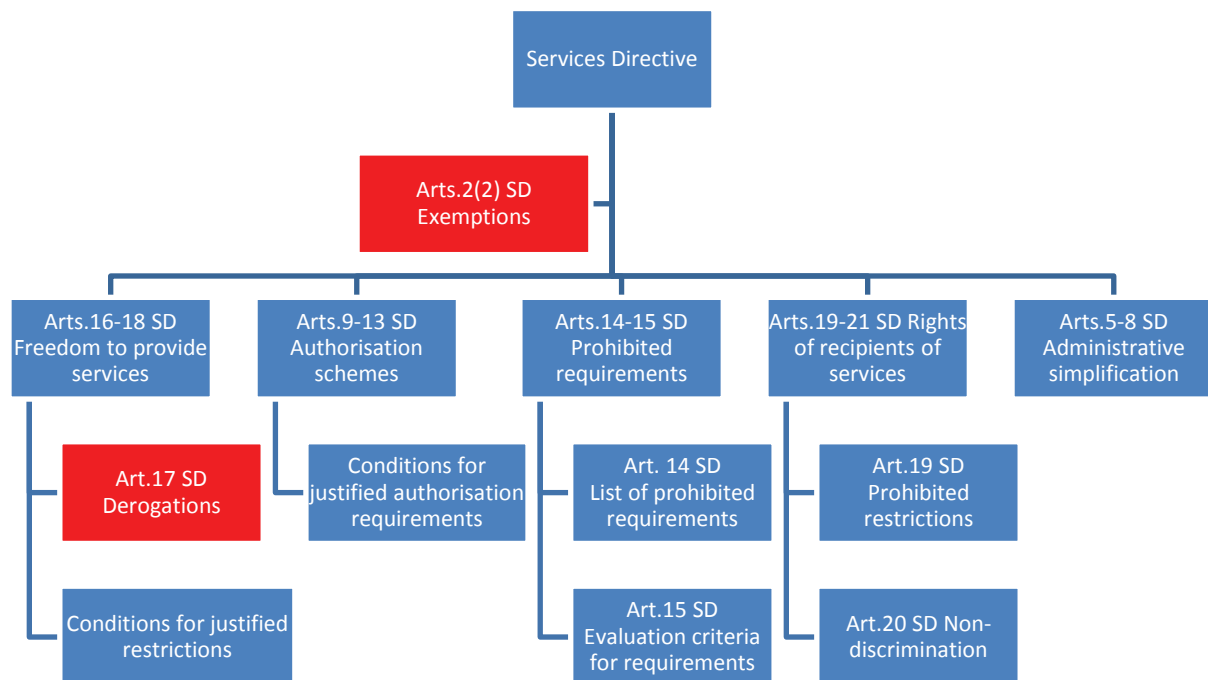 Services Directive
Arts.2(2) SD
Exemptions
Arts.16-18 SD
Freedom to provide
services
Arts.9-13 SD
Authorisation
schemes
Arts.14-15 SD
Prohibited
requirements
Arts.19-21 SD Rights
of recipients of
services
Arts.5-8 SD
Administrative
simplification
Art.17 SD
Derogations
Conditions for
justified authorisation
requirements
Art. 14 SD
List of prohibited
requirements
Art.19 SD
Prohibited
restrictions
Conditions for justified
restrictions
Art.15 SD
Evaluation criteria
for requirements
Art.20 SD Non-
discrimination